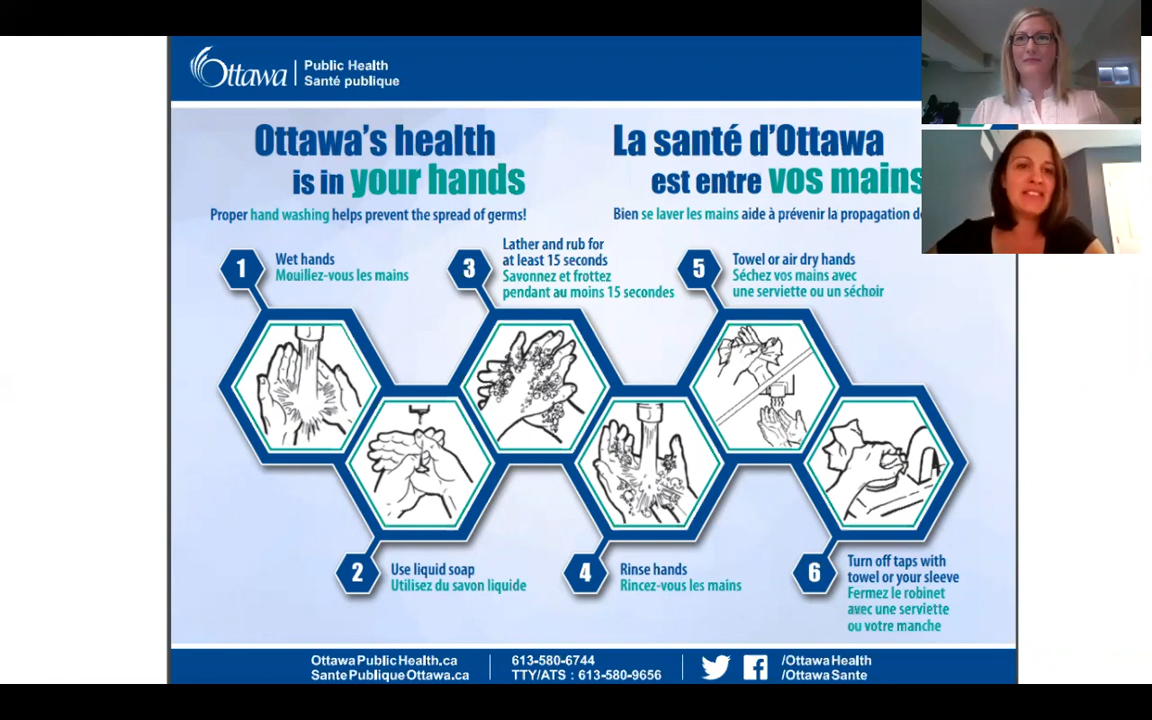 Ottawa
Public Health
Santé publique
Ottawa's health
is in your hands
Proper hand washing helps prevent the spread of germs!
La santé d'Ottawa
est entre vos mains
Bien se laver les mains aide à prévenir la propagation
1
Wet hands
Mouillez-vous les mains
3
Lather and rub for
at least 15 seconds
Savonnez et frottez
pendant au moins 15 secondes
5
Towel or air dry hands
Séchez vos mains avec
une serviette ou un séchoir
2
Use liquid soap
Utilisez du savon liquide
4
Rinse hands
Rincez-vous les mains
6
Turn off taps with
towel or your sleeve
Fermez le robinet
avec une serviette
ou votre manche
OttawaPublicHealth.ca
SantePubliqueOttawa.ca
613-580-6744
TTY/ATS : 613-580-9656
/OttawaHealth
/OttawaSante